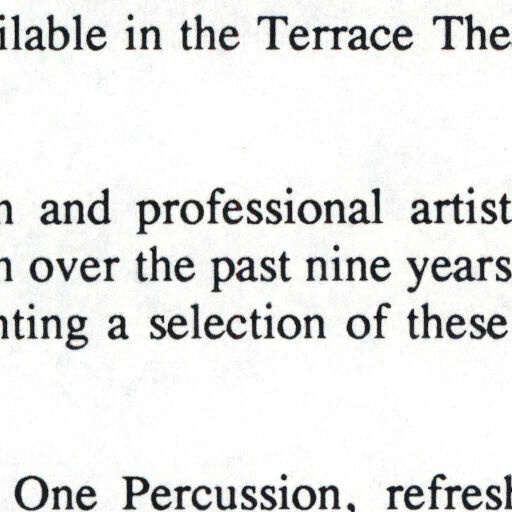 ilable in the Terrace The
n and professional artist
n over the past nine years
nting a selection of these
One Percussion, refresh